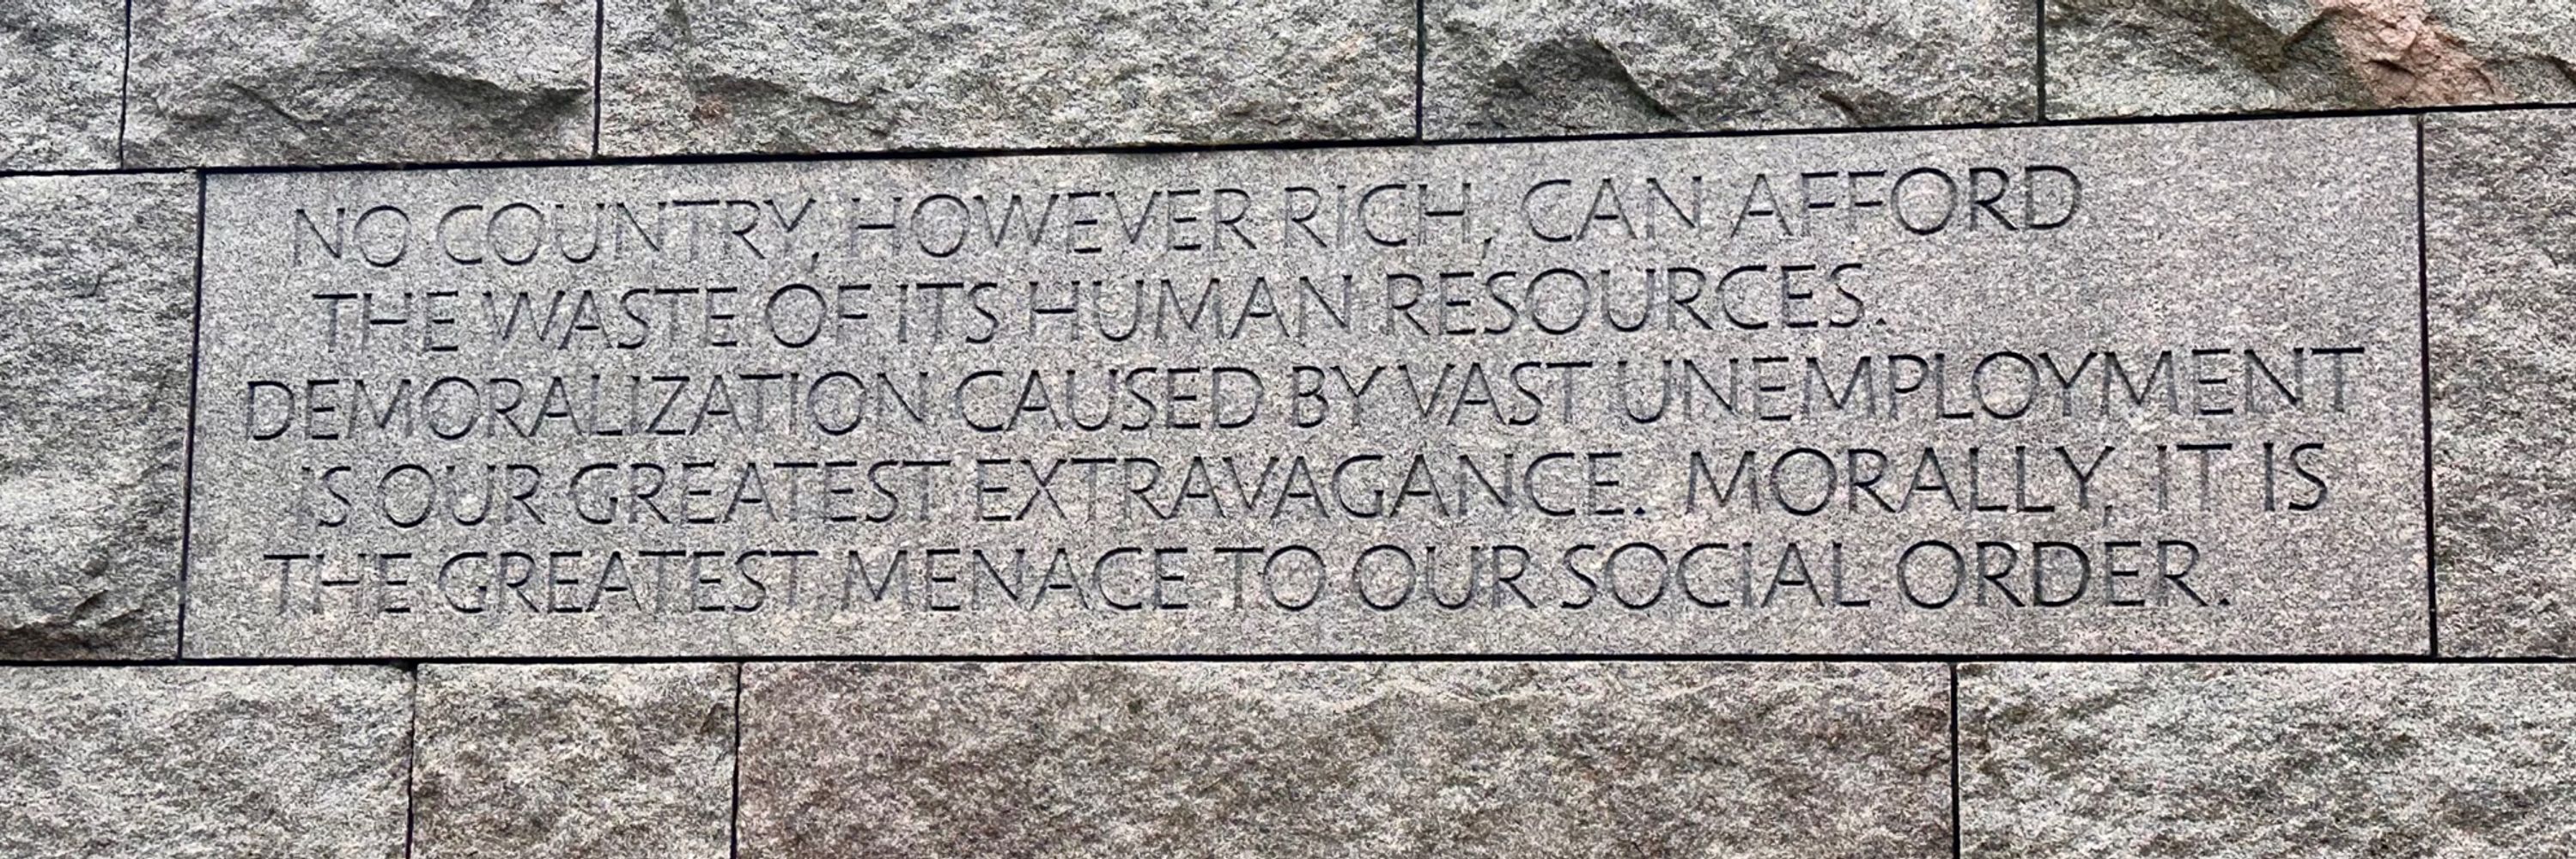 NO COUNTRY, HOWEVER RICH, CAN AFFORD
THE WASTE OF ITS HUMAN RESOURCES.
DEMORALIZATION CAUSED BY VAST UNEMPLOYMENT
IS OUR GREATEST EXTRAVAGANCE. MORALLY, IT IS
THE GREATEST MENACE TO OUR SOCIAL ORDER.